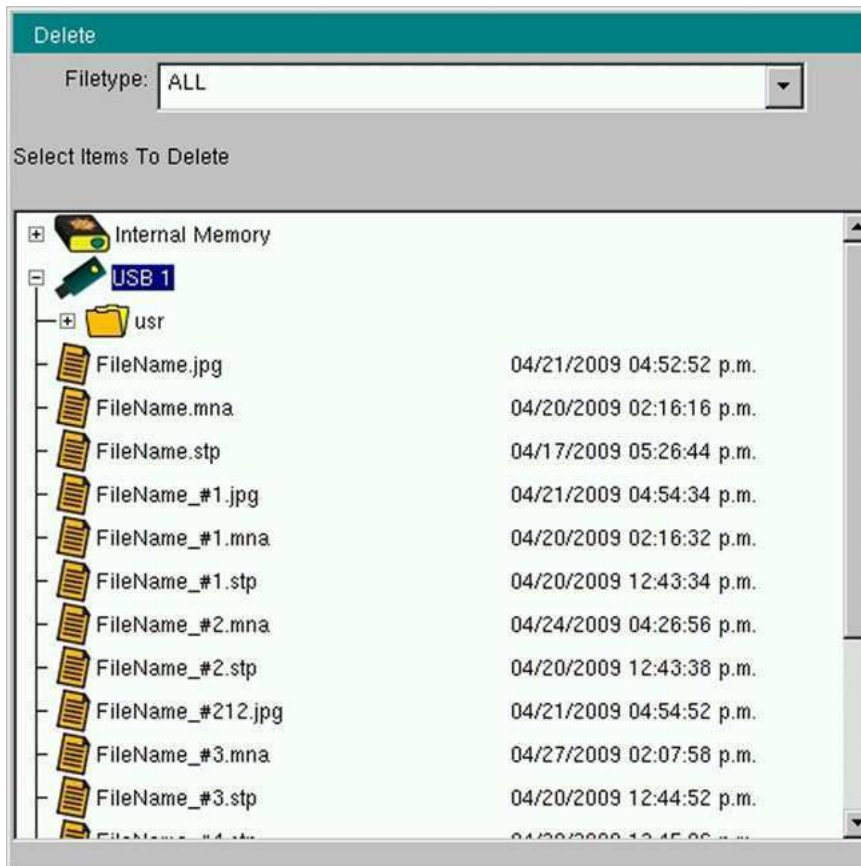 Delete
Filetype: ALL
Select Items To Delete
Internal Memory
USB 1
usr
FileName.jpg 04/21/2009 04:52:52 p.m.
FileName.mna 04/20/2009 02:16:16 p.m.
FileName.stp 04/17/2009 05:26:44 p.m.
FileName_#1.jpg 04/21/2009 04:54:34 p.m.
FileName_#1.mna 04/20/2009 02:16:32 p.m.
FileName_#1.stp 04/20/2009 12:43:34 p.m.
FileName_#2.mna 04/24/2009 04:26:56 p.m.
FileName_#2.stp 04/20/2009 12:43:38 p.m.
FileName_#212.jpg 04/21/2009 04:54:52 p.m.
FileName_#3.mna 04/27/2009 02:07:58 p.m.
FileName_#3.stp 04/20/2009 12:44:52 p.m.